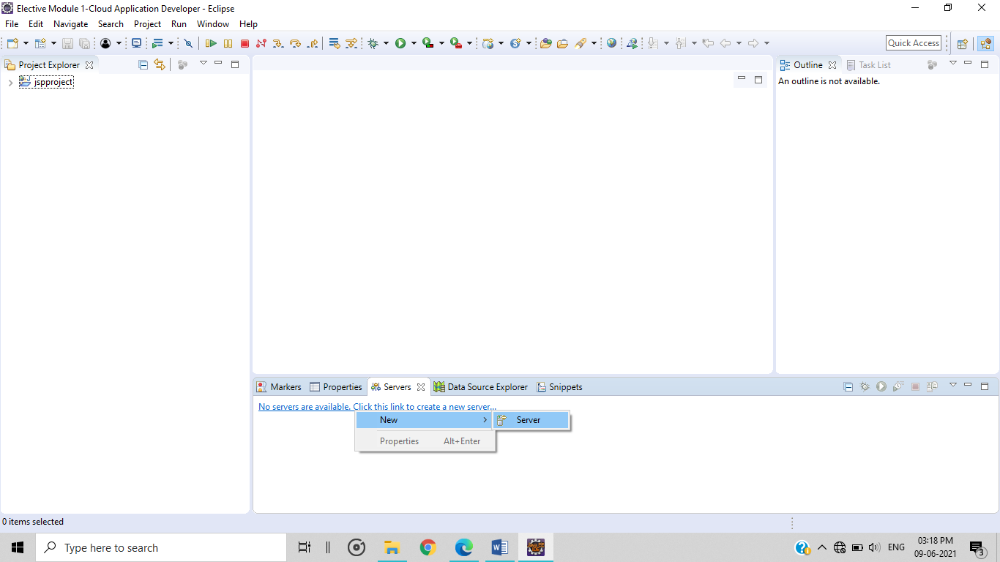 Elective Module 1-Cloud Application Developer - Eclipse
File Edit Navigate Search Project Run Window Help
Quick Access
Project Explorer
Outline Task List
jspproject
An outline is not available.
Markers Properties Servers Data Source Explorer Snippets
No servers are available. Click this link to create a new server...
New Server
Properties Alt+Enter
0 items selected
Type here to search
ENG
03:18 PM
09-06-2021
3